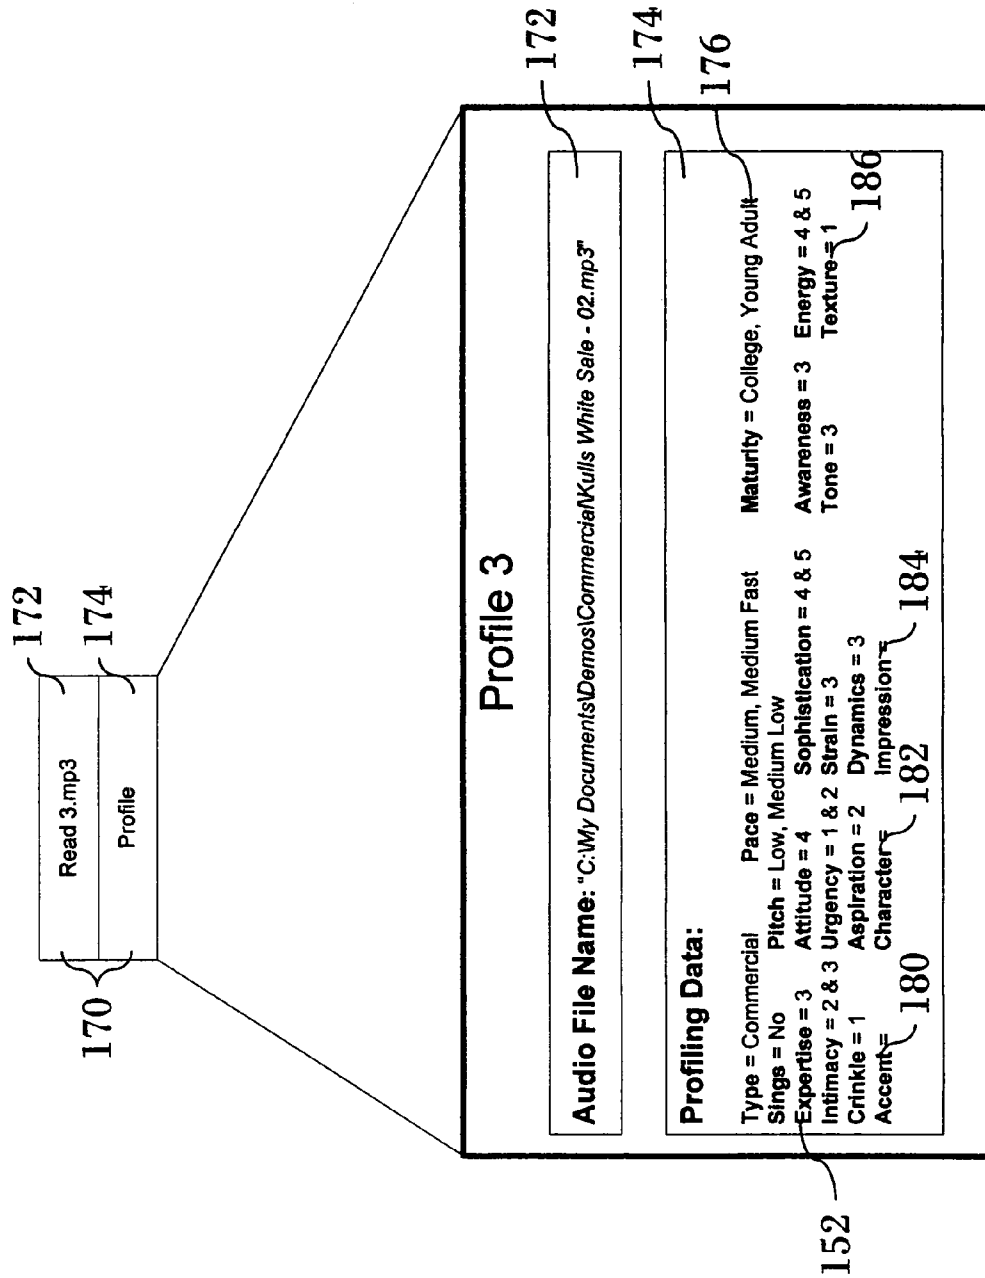 172
Read 3.mp3
174
Profile
170
Profile 3
172
Audio File Name: "C:\My Documents\Demos\Commercial\Kulls White Sale - 02.mp3"
174
Profiling Data:
176
Type = Commercial Pace = Medium, Medium Fast Maturity = College, Young Adult
Sings = No Pitch = Low, Medium Low
Expertise = 3 Attitude = 4 Sophistication = 4 & 5 Awareness = 3 Energy = 4 & 5
Intimacy = 2 & 3 Urgency = 1 & 2 Strain = 3 Tone = 3 Texture = 1
Crinkle = 1 Aspiration = 2 Dynamics = 3
Accent = Character = Impression =
152
180
182
184
186